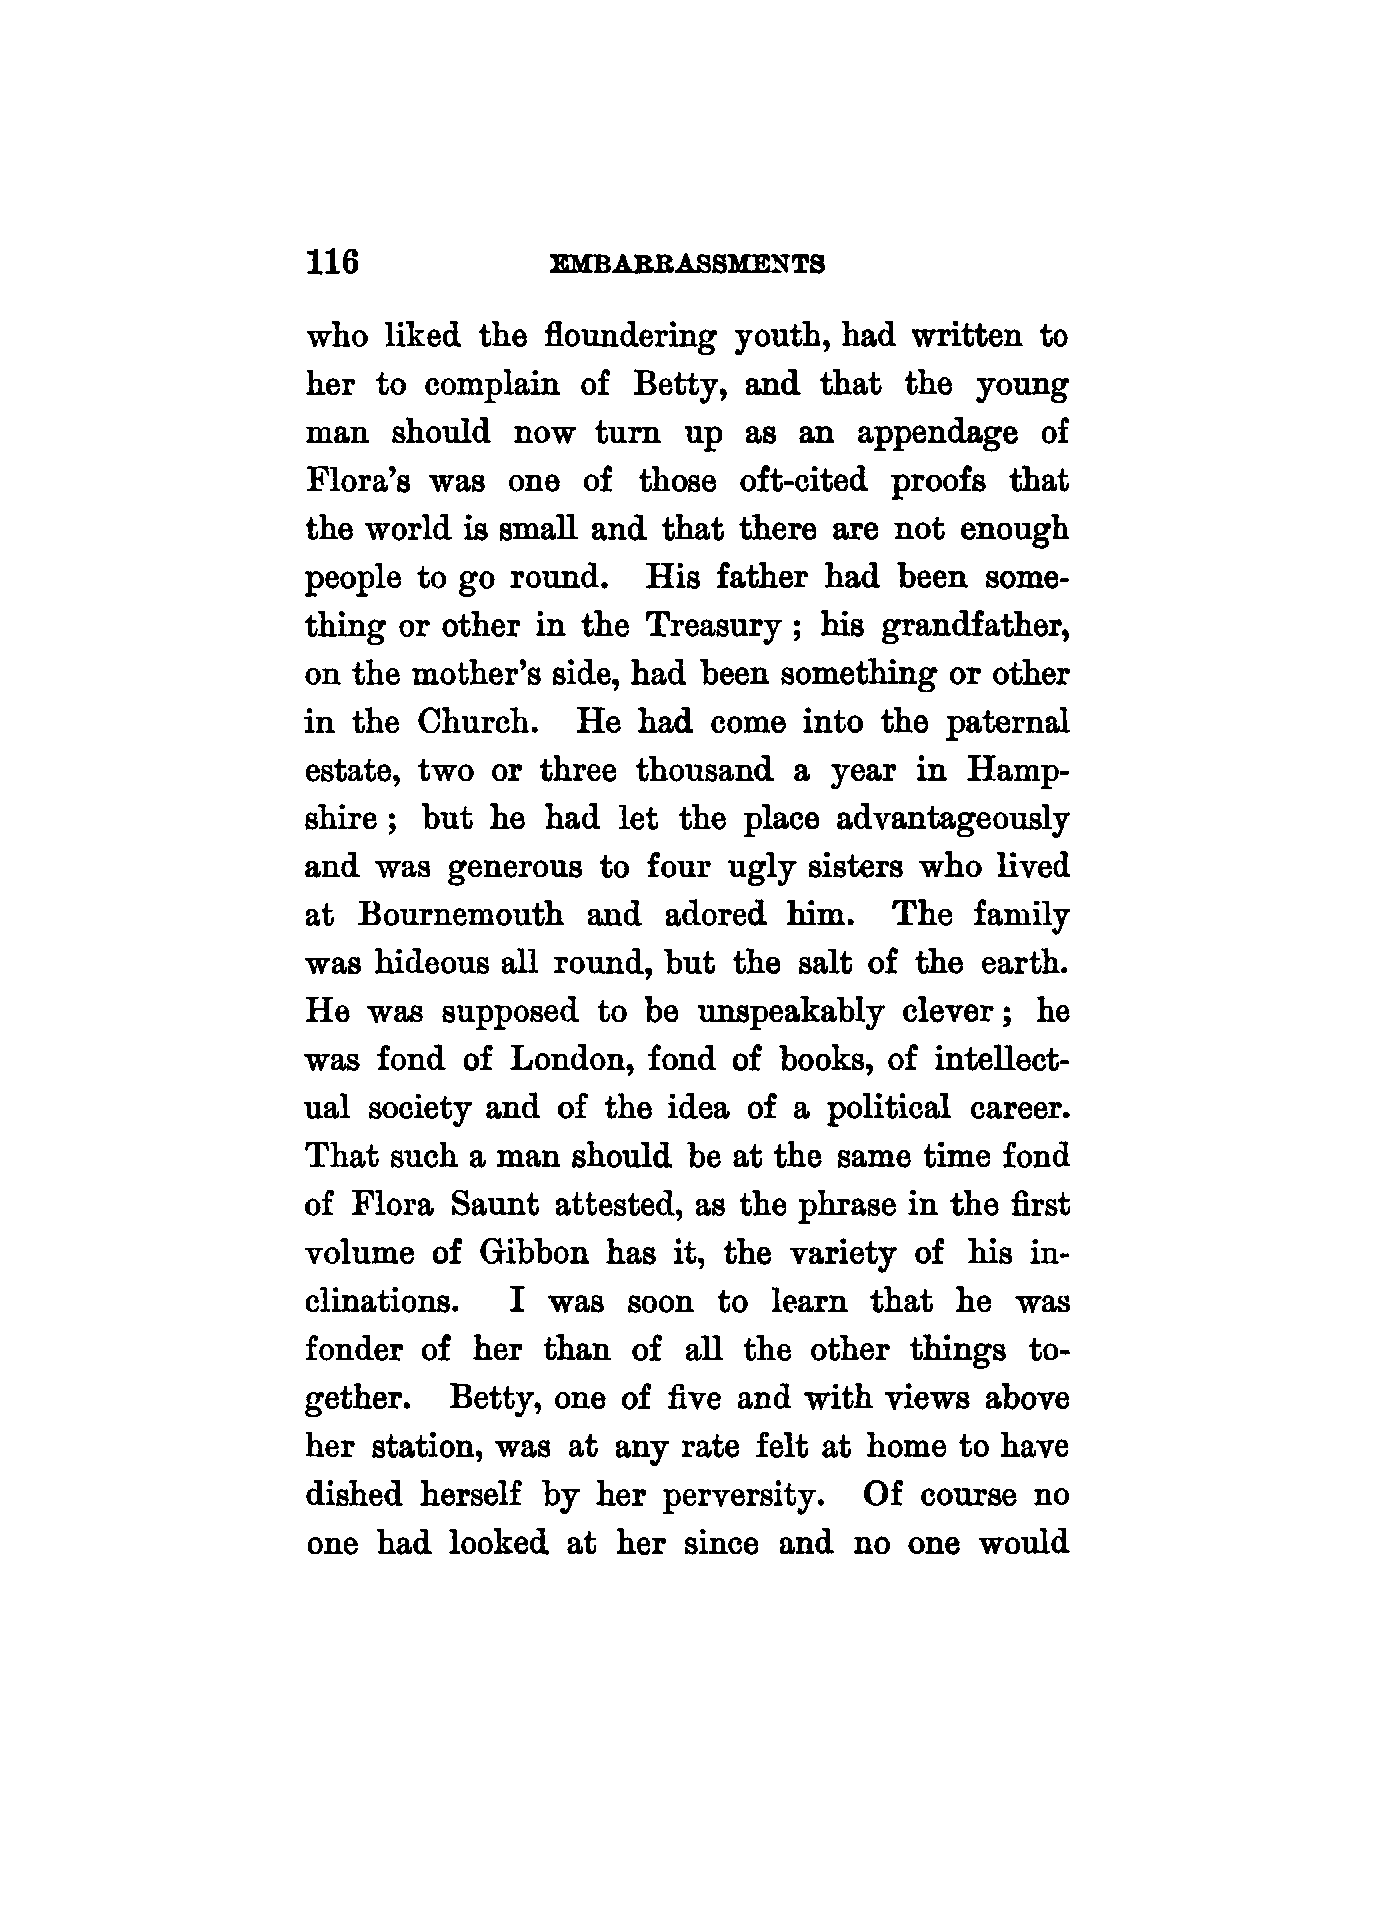 116 EMBARRASSMENTS
who liked the floundering youth, had written to
her to complain of Betty, and that the young
man should now turn up as an appendage of
Flora's was one of those oft-cited proofs that
the world is small and that there are not enough
people to go round. His father had been some-
thing or other in the Treasury ; his grandfather,
on the mother's side, had been something or other
in the Church. He had come into the paternal
estate, two or three thousand a year in Hamp-
shire ; but he had let the place advantageously
and was generous to four ugly sisters who lived
at Bournemouth and adored him. The family
was hideous all round, but the salt of the earth.
He was supposed to be unspeakably clever ; he
was fond of London, fond of books, of intellect-
ual society and of the idea of a political career.
That such a man should be at the same time fond
of Flora Saunt attested, as the phrase in the first
volume of Gibbon has it, the variety of his in-
clinations. I was soon to learn that he was
fonder of her than of all the other things to-
gether. Betty, one of five and with views above
her station, was at any rate felt at home to have
dished herself by her perversity. Of course no
one had looked at her since and no one would